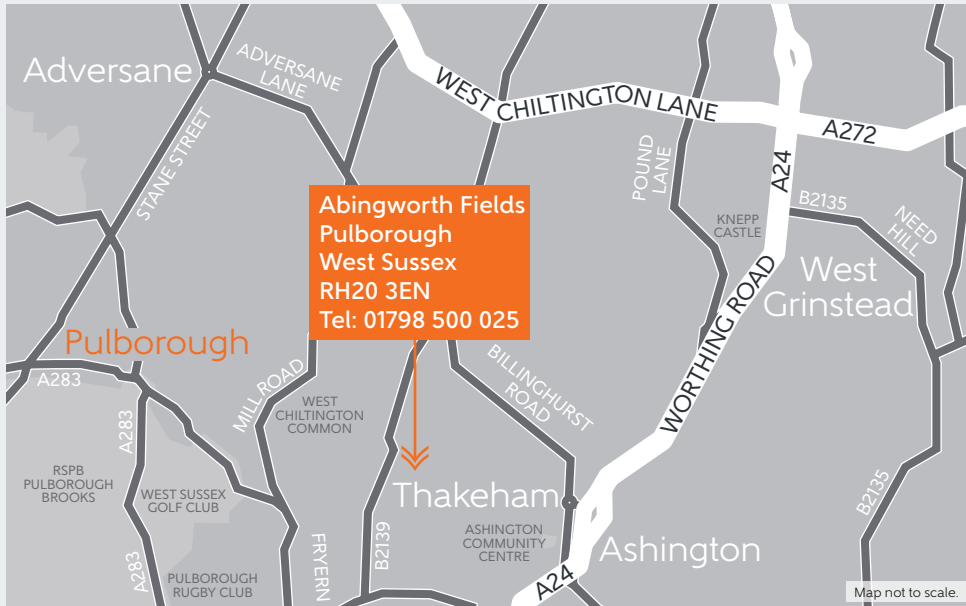 Adversane
ADVERSANE
LANE
WEST CHILTINGTON LANE
A272
STANE STREET
POUND
LANE
A24
B2135
NEED
HILL
KNEPP
CASTLE
West
Grinstead
Abingworth Fields
Pulborough
West Sussex
RH20 3EN
Tel: 01798 500 025
Pulborough
A283
MILL ROAD
BILLINGHURST
ROAD
WORTHING ROAD
A283
WEST
CHILTINGTON
COMMON
RSPB
PULBOROUGH
BROOKS
WEST SUSSEX
GOLF CLUB
Thakeham
B2135
FRYERN
B2139
ASHINGTON
COMMUNITY
CENTRE
Ashington
A283
PULBOROUGH
RUGBY CLUB
A24
Map not to scale.